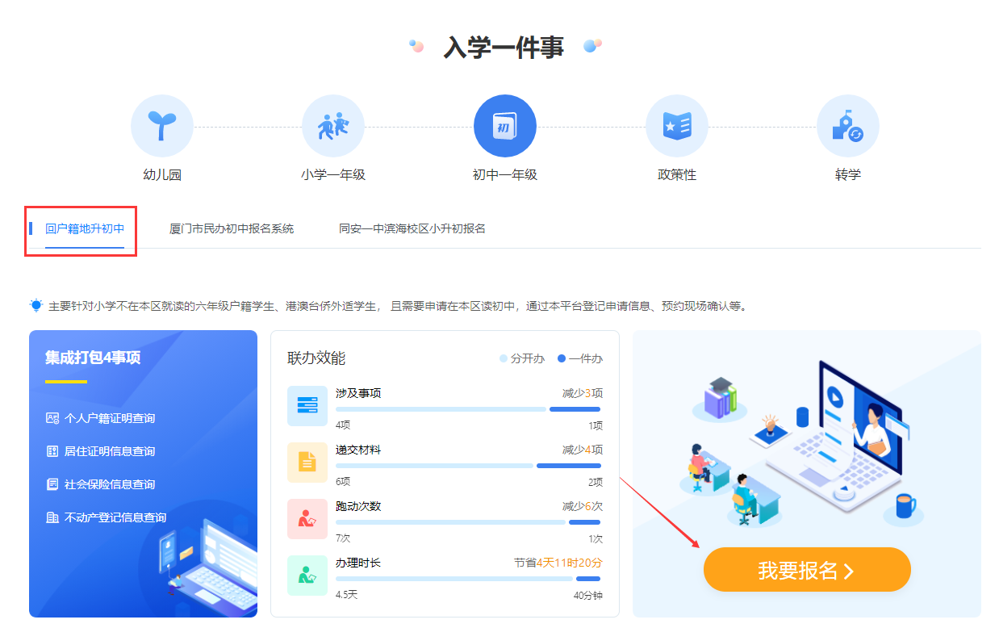 入学一件事
幼儿园
小学一年级
初
初中一年级
政策性
转学
回户籍地升初中
厦门市民办初中报名系统
同安一中滨海校区小升初报名
主要针对小学不在本区就读的六年级户籍学生、港澳台侨外适学生， 且需要申请在本区读初中，通过本平台登记申请信息、预约现场确认等。
集成打包4事项
个人户籍证明查询
居住证明信息查询
社会保险信息查询
不动产登记信息查询
联办效能
分开办 一件办
涉及事项 减少3项
4项 1项
递交材料 减少4项
6项 2项
跑动次数 减少6次
7次 1次
办理时长 节省4天11时20分
4.5天 40分钟
我要报名